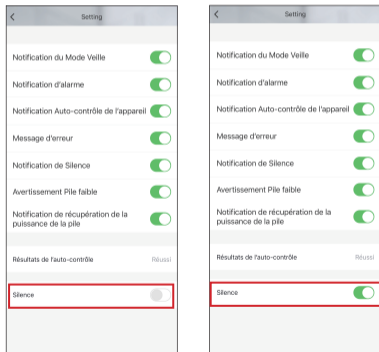 Setting
Notification du Mode Veille
Notification d'alarme
Notification Auto-contrôle de l'appareil
Message d'erreur
Notification de Silence
Avertissement Pile faible
Notification de récupération de la
puissance de la pile
Résultats de l'auto-contrôle Réussi
Silence
Setting
Notification du Mode Veille
Notification d'alarme
Notification Auto-contrôle de l'appareil
Message d'erreur
Notification de Silence
Avertissement Pile faible
Notification de récupération de la
puissance de la pile
Résultats de l'auto-contrôle Réussi
Silence